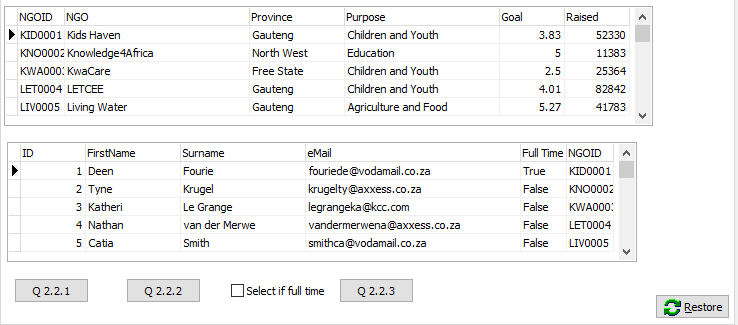 NGOID NGO Province Purpose Goal Raised
KID0001 Kids Haven Gauteng Children and Youth 3.83 52330
KNO0002 Knowledge4Africa North West Education 5 11383
KWA0003 KwaCare Free State Children and Youth 2.5 25364
LET0004 LETCEE Gauteng Children and Youth 4.01 82842
LIV0005 Living Water Gauteng Agriculture and Food 5.27 41783
ID FirstName Surname eMail Full Time NGOID
1 Deen Fourie fouriede@vodamail.co.za True KID0001
2 Tyne Krugel krugelty@axxess.co.za False KNO0002
3 Katheri Le Grange legrangeka@kcc.com False KWA0003
4 Nathan van der Merwe vandermerwena@axxess.co.za False LET0004
5 Catia Smith smithca@vodamail.co.za False LIV0005
Q 2.2.1 Q 2.2.2 Select if full time Q 2.2.3
Restore